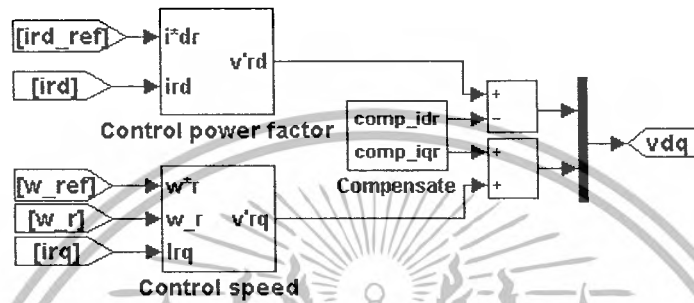 [ird_ref]
i*dr
[ird]
ird
v'rd
Control power factor
comp_idr
comp_iqr
Compensate
+
−
+
+
vdq
[w_ref]
w*r
[w_r]
w_r
[irq]
Irq
v'rq
Control speed